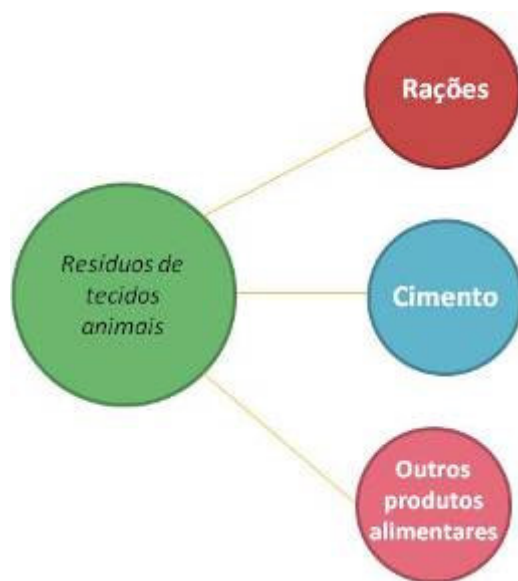 Rações
Resíduos de
tecidos
animais
Cimento
Outros
produtos
alimentares